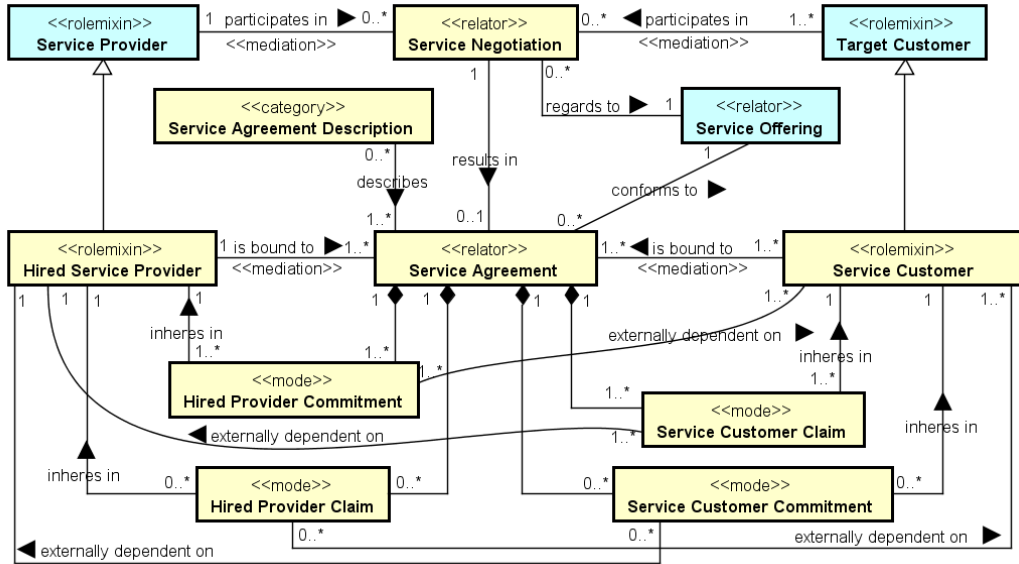 <<rolemixin>>
Service Provider
1 participates in 0..*
<<mediation>>
<<relator>>
Service Negotiation
0..* participates in 1..*
<<mediation>>
<<rolemixin>>
Target Customer
1
0..*
regards to 1
<<category>>
Service Agreement Description
<<relator>>
Service Offering
0..*
describes
1..*
results in
0..1
1
conforms to
0..*
<<rolemixin>>
Hired Service Provider
1 is bound to 1..*
<<mediation>>
<<relator>>
Service Agreement
1..* is bound to 1..*
<<mediation>>
<<rolemixin>>
Service Customer
1
1
1
1
1
1
1
1
1..*
1
1
1..*
inheres in
1..*
1..*
externally dependent on
inheres in
1..*
<<mode>>
Hired Provider Commitment
1..*
1..*
<<mode>>
Service Customer Claim
1..*
externally dependent on
inheres in
inheres in
0..*
<<mode>>
Hired Provider Claim
0..*
0..*
<<mode>>
Service Customer Commitment
0..*
0..*
0..*
externally dependent on
externally dependent on